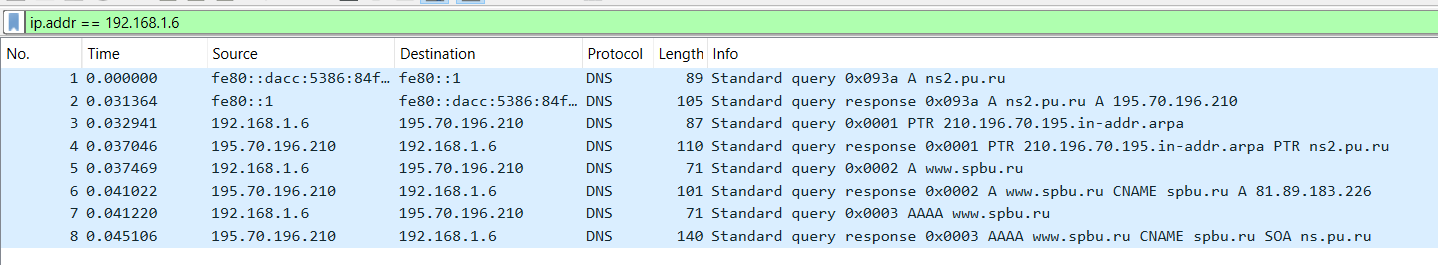 ip.addr == 192.168.1.6
No. Time Source Destination Protocol Length Info
1 0.000000 fe80::dacc:5386:84f… fe80::1 DNS 89 Standard query 0x093a A ns2.pu.ru
2 0.031364 fe80::1 fe80::dacc:5386:84f… DNS 105 Standard query response 0x093a A ns2.pu.ru A 195.70.196.210
3 0.032941 192.168.1.6 195.70.196.210 DNS 87 Standard query 0x0001 PTR 210.196.70.195.in-addr.arpa
4 0.037046 195.70.196.210 192.168.1.6 DNS 110 Standard query response 0x0001 PTR 210.196.70.195.in-addr.arpa PTR ns2.pu.ru
5 0.037469 192.168.1.6 195.70.196.210 DNS 71 Standard query 0x0002 A www.spbu.ru
6 0.041022 195.70.196.210 192.168.1.6 DNS 101 Standard query response 0x0002 A www.spbu.ru CNAME spbu.ru A 81.89.183.226
7 0.041220 192.168.1.6 195.70.196.210 DNS 71 Standard query 0x0003 AAAA www.spbu.ru
8 0.045106 195.70.196.210 192.168.1.6 DNS 140 Standard query response 0x0003 AAAA www.spbu.ru CNAME spbu.ru SOA ns.pu.ru